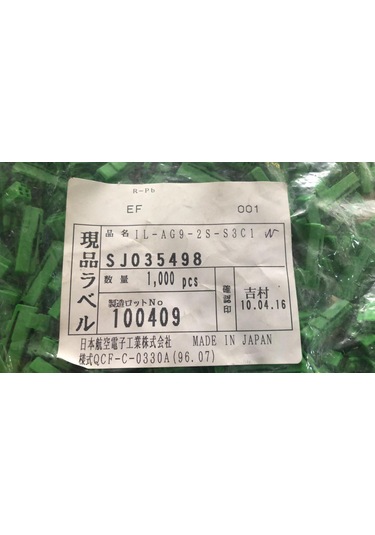 R-Pb
EF 001
現品ラベル
品名 IL-AG9-2S-S3C1 N
SJ035498
数量 1,000 pcs
製造ロットNo
100409
確認印
吉村
10.04.16
日本航空電子工業株式会社 MADE IN JAPAN
様式QCF-C-0330A(96.07)